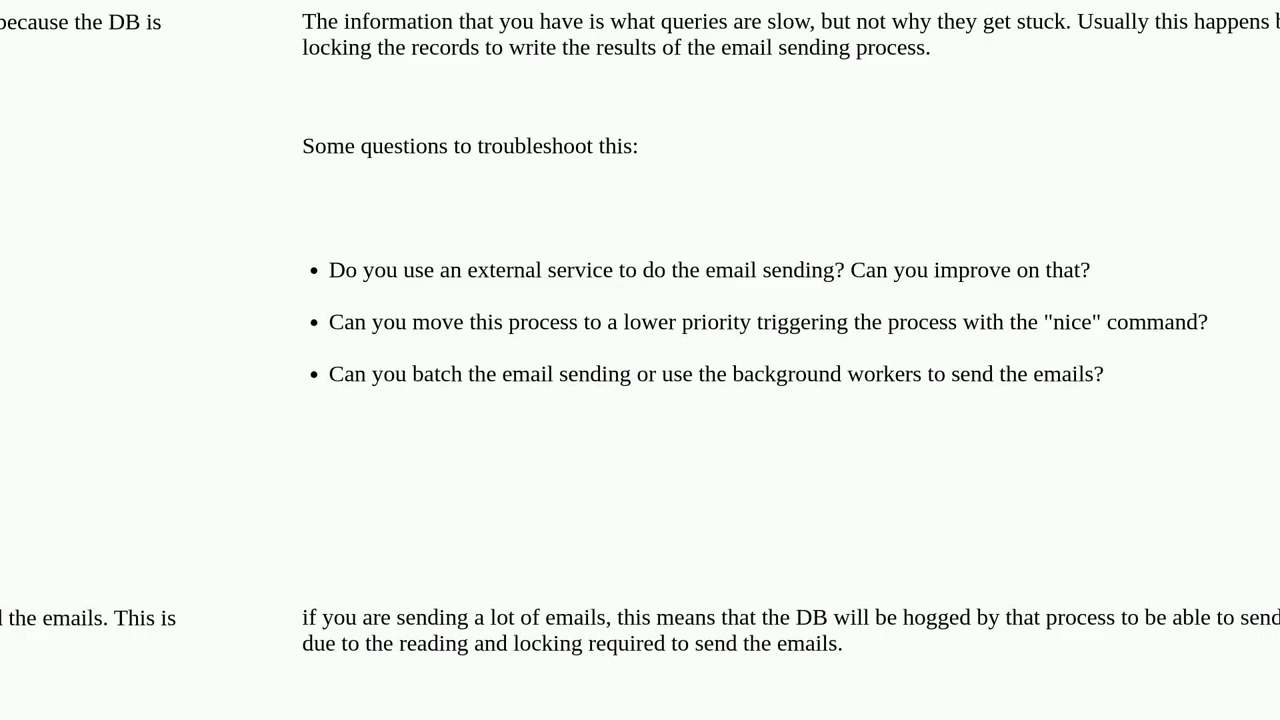 because the DB is
The information that you have is what queries are slow, but not why they get stuck. Usually this happens
locking the records to write the results of the email sending process.
Some questions to troubleshoot this:
• Do you use an external service to do the email sending? Can you improve on that?
• Can you move this process to a lower priority triggering the process with the "nice" command?
• Can you batch the email sending or use the background workers to send the emails?
the emails. This is
if you are sending a lot of emails, this means that the DB will be hogged by that process to be able to send
due to the reading and locking required to send the emails.